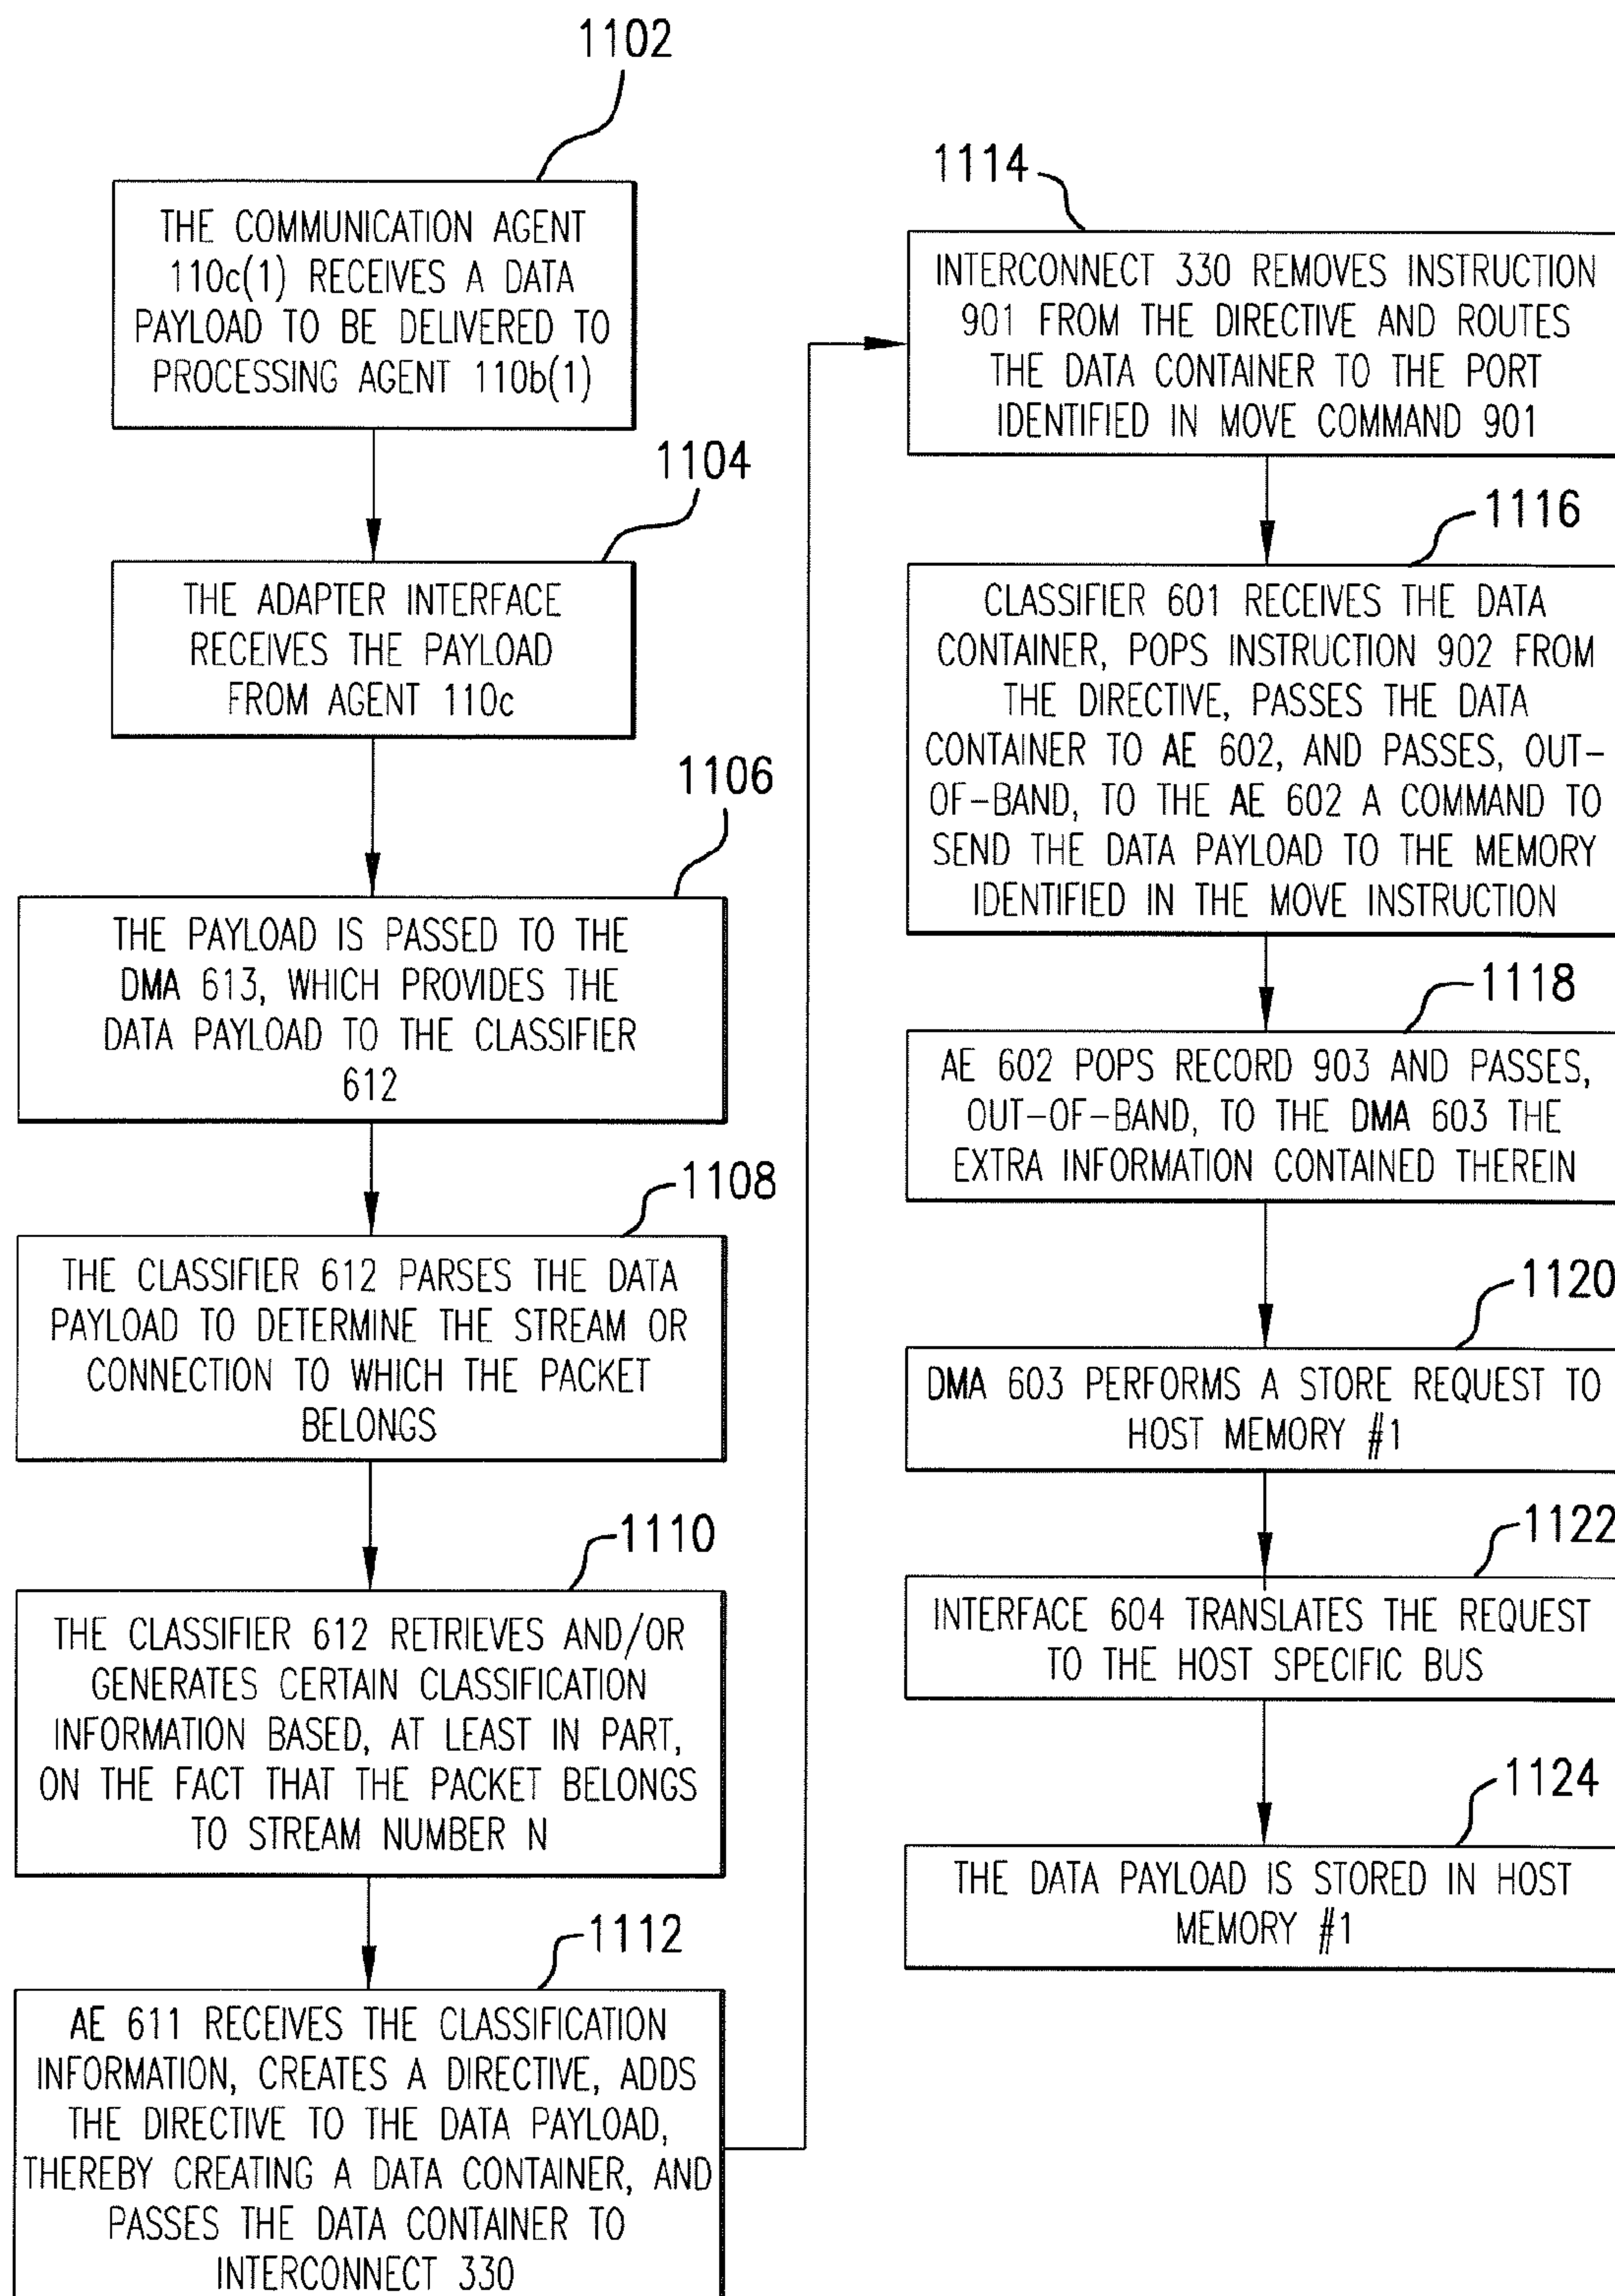 1102
THE COMMUNICATION AGENT
110c(1) RECEIVES A DATA
PAYLOAD TO BE DELIVERED TO
PROCESSING AGENT 110b(1)
1104
THE ADAPTER INTERFACE
RECEIVES THE PAYLOAD
FROM AGENT 110c
1106
THE PAYLOAD IS PASSED TO THE
DMA 613, WHICH PROVIDES THE
DATA PAYLOAD TO THE CLASSIFIER
612
1108
THE CLASSIFIER 612 PARSES THE DATA
PAYLOAD TO DETERMINE THE STREAM OR
CONNECTION TO WHICH THE PACKET
BELONGS
1110
THE CLASSIFIER 612 RETRIEVES AND/OR
GENERATES CERTAIN CLASSIFICATION
INFORMATION BASED, AT LEAST IN PART,
ON THE FACT THAT THE PACKET BELONGS
TO STREAM NUMBER N
1112
AE 611 RECEIVES THE CLASSIFICATION
INFORMATION, CREATES A DIRECTIVE, ADDS
THE DIRECTIVE TO THE DATA PAYLOAD,
THEREBY CREATING A DATA CONTAINER, AND
PASSES THE DATA CONTAINER TO
INTERCONNECT 330
1114
INTERCONNECT 330 REMOVES INSTRUCTION
901 FROM THE DIRECTIVE AND ROUTES
THE DATA CONTAINER TO THE PORT
IDENTIFIED IN MOVE COMMAND 901
1116
CLASSIFIER 601 RECEIVES THE DATA
CONTAINER, POPS INSTRUCTION 902 FROM
THE DIRECTIVE, PASSES THE DATA
CONTAINER TO AE 602, AND PASSES, OUT-
OF-BAND, TO THE AE 602 A COMMAND TO
SEND THE DATA PAYLOAD TO THE MEMORY
IDENTIFIED IN THE MOVE INSTRUCTION
1118
AE 602 POPS RECORD 903 AND PASSES,
OUT-OF-BAND, TO THE DMA 603 THE
EXTRA INFORMATION CONTAINED THEREIN
1120
DMA 603 PERFORMS A STORE REQUEST TO
HOST MEMORY #1
1122
INTERFACE 604 TRANSLATES THE REQUEST
TO THE HOST SPECIFIC BUS
1124
THE DATA PAYLOAD IS STORED IN HOST
MEMORY #1